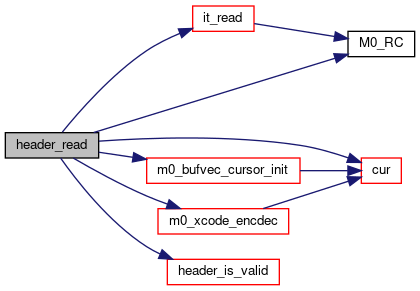 it_read
M0_RC
header_read
m0_bufvec_cursor_init
cur
m0_xcode_encdec
header_is_valid